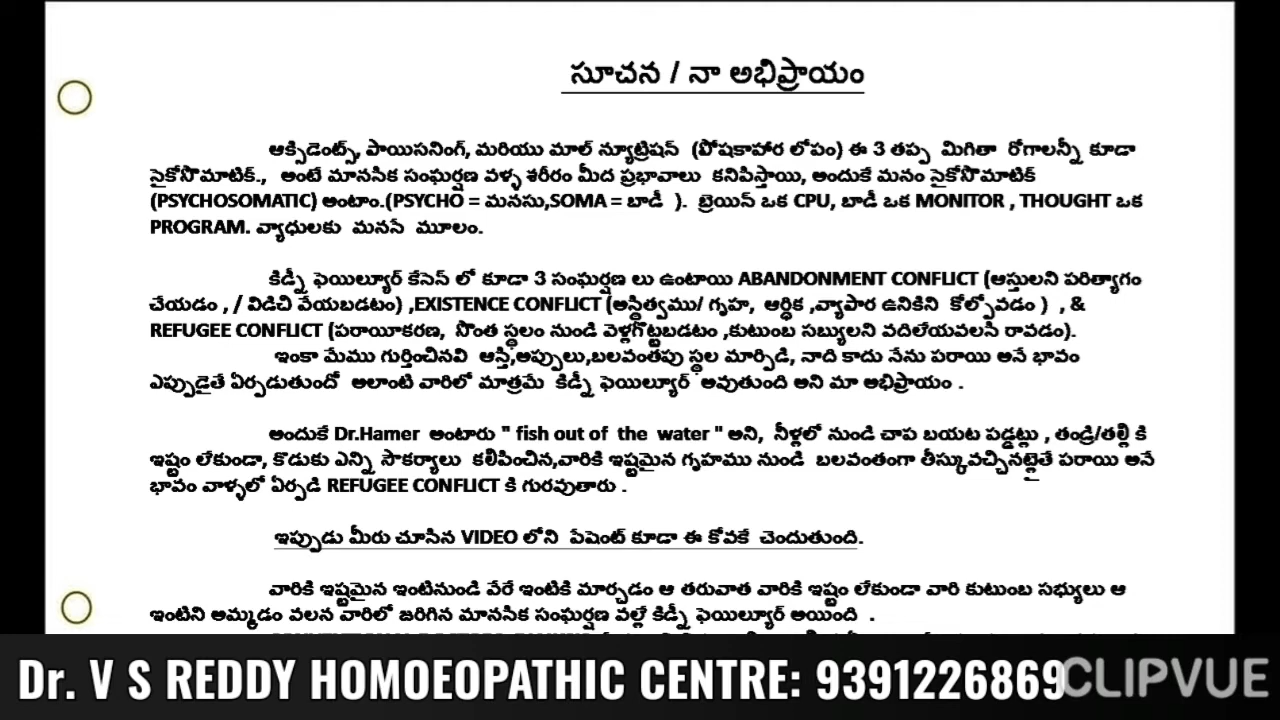 సూచన / నా అభిప్రాయం
ఆక్సిడెంట్స్, పాయిసనింగ్, మరియు మాల్ న్యూట్రిషన్ (పోషకాహార లోపం) ఈ 3 తప్ప మిగితా రోగాలన్నీ కూడా
సైకోసొమాటిక్., అంటే మానసిక సంఘర్షణ వళ్ళ శరీరం మీద ప్రభావాలు కనిపిస్తాయి, అందుకే మనం సైకోసొమాటిక్
(PSYCHOSOMATIC) అంటాం.(PSYCHO = మనసు,SOMA = బాడీ ). బ్రెయిన్ ఒక CPU, బాడీ ఒక MONITOR , THOUGHT ఒక
PROGRAM. వ్యాధులకు మనసే మూలం.
కిడ్నీ ఫెయిల్యూర్ కేసెస్ లో కూడా 3 సంఘర్షణ లు ఉంటాయి ABANDONMENT CONFLICT (ఆస్తులని పరిత్యాగం
చేయడం , / విడిచి వేయబడటం) ,EXISTENCE CONFLICT (అస్థిత్వము/ గృహ, ఆర్ధిక ,వ్యాపార ఉనికిని కోల్పోవడం ) , &
REFUGEE CONFLICT (పరాయీకరణ, సొంత స్థలం నుండి వెళ్లగొట్టబడటం ,కుటుంబ సబ్యులని వదిలేయవలసి రావడం).
ఇంకా మేము గుర్తించినవి ఆస్తి,అప్పులు,బలవంతపు స్థల మార్పిడి, నాది కాదు నేను పరాయి అనే భావం
ఎప్పుడైతే ఏర్పడుతుందో అలాంటి వారిలో మాత్రమే కిడ్నీ ఫెయిల్యూర్ అవుతుంది అని మా అభిప్రాయం .
అందుకే Dr.Hamer అంటారు " fish out of the water " అని, నీళ్లలో నుండి చాప బయట పడ్డట్లు , తండ్రి/తల్లి కి
ఇష్టం లేకుండా, కొడుకు ఎన్ని సౌకర్యాలు కలిపించిన,వారికి ఇష్టమైన గృహము నుండి బలవంతంగా తీస్కువచ్చినట్లైతే పరాయి అనే
భావం వాళ్ళలో ఏర్పడి REFUGEE CONFLICT కి గురవుతారు .
ఇప్పుడు మీరు చూసిన VIDEO లోని పేషెంట్ కూడా ఈ కోవకే చెందుతుంది.
వారికి ఇష్టమైన ఇంటినుండి వేరే ఇంటికి మార్చడం ఆ తరువాత వారికి ఇష్టం లేకుండా వారి కుటుంబ సభ్యులు ఆ
ఇంటిని అమ్మడం వలన వారిలో జరిగిన మానసిక సంఘర్షణ వల్లే కిడ్నీ ఫెయిల్యూర్ అయింది .
Dr. V S REDDY HOMOEOPATHIC CENTRE: 9391226869
CLIPVUE